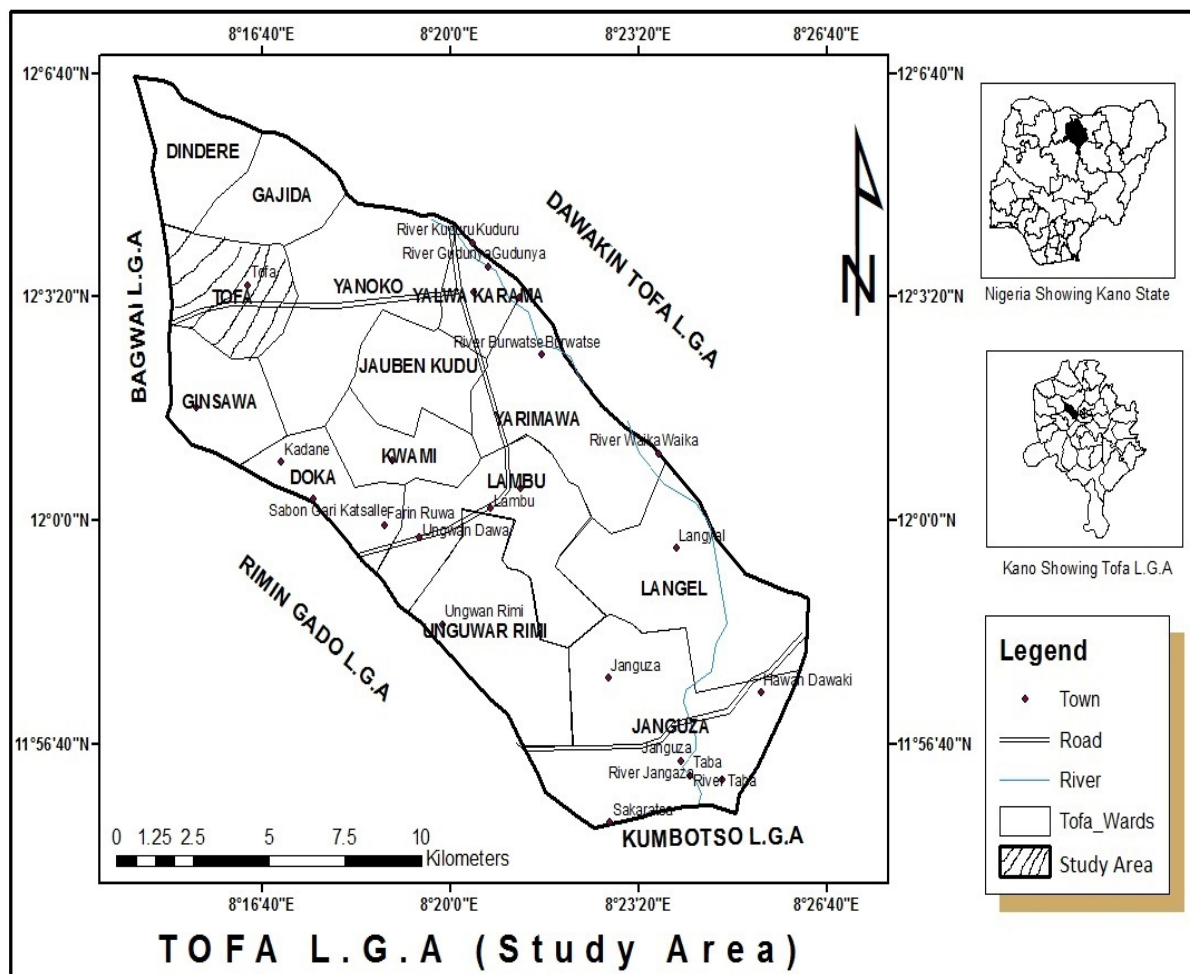 8°16'40"E 8°20'0"E 8°23'20"E 8°26'40"E
12°6'40"N 12°6'40"N
DINDERE
GAJIDA
DAWAKIN TOFA L.G.A
River Kuduru Kuduru
River Gudunya Gudunya
BAGWAI L.G.A
Tofa
TOFA
YANOKO
YALWA KARAMA
12°3'20"N 12°3'20"N
N
Nigeria Showing Kano State
River Burwatse Burwatse
JAUBEN KUDU
GINSAWA
YARIMAWA
River Waika Waika
Kadane
KWAMI
DOKA
LAMBU
Sabon Gari Katsalle
Farin Ruwa
Lambu
12°0'0"N 12°0'0"N
Ungwan Dawa
Langyal
LANGEL
Kano Showing Tofa L.G.A
RIMIN GADO L.G.A
Ungwan Rimi
UNGUWAR RIMI
Janguza
Hawan Dawaki
JANGUZA
11°56'40"N 11°56'40"N
Janguza
Taba
River Jangaza
River Taba
Sakaratsa
KUMBOTSO L.G.A
0 1.25 2.5 5 7.5 10
Kilometers
Legend
Town
Road
River
Tofa_Wards
Study Area
8°16'40"E 8°20'0"E 8°23'20"E 8°26'40"E
TOFA L.G.A (Study Area)